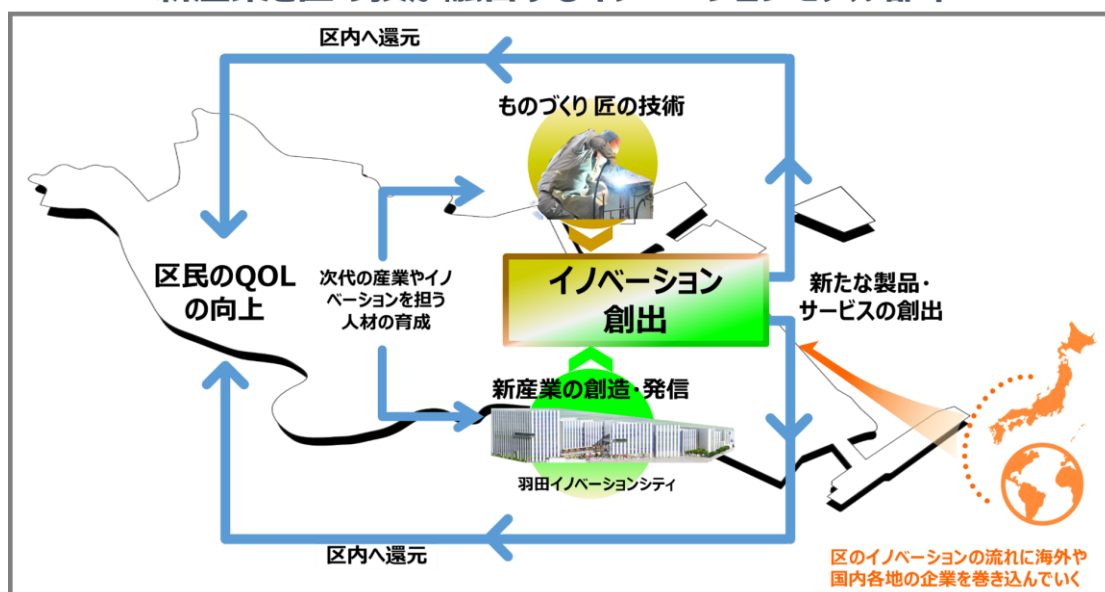 区内へ還元
ものづくり 匠の技術
区民のQOL
の向上
次代の産業やイノ
ベーションを担う
人材の育成
イノベーション
創出
新たな製品・
サービスの創出
新産業の創造・発信
羽田イノベーションシティ
区内へ還元
区のイノベーションの流れに海外や
国内各地の企業を巻き込んでいく